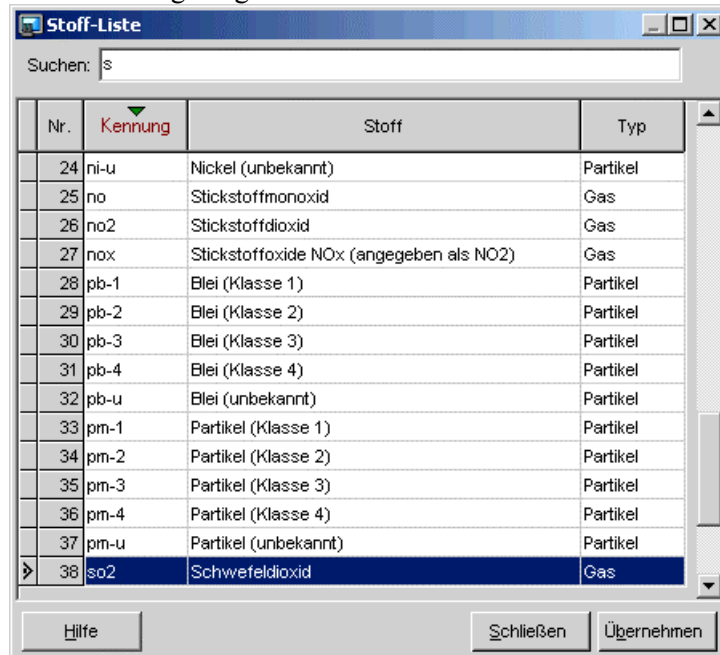 Stoff-Liste
Suchen: s
Nr. Kennung Stoff Typ
24 ni-u Nickel (unbekannt) Partikel
25 no Stickstoffmonoxid Gas
26 no2 Stickstoffdioxid Gas
27 nox Stickstoffoxide NOx (angegeben als NO2) Gas
28 pb-1 Blei (Klasse 1) Partikel
29 pb-2 Blei (Klasse 2) Partikel
30 pb-3 Blei (Klasse 3) Partikel
31 pb-4 Blei (Klasse 4) Partikel
32 pb-u Blei (unbekannt) Partikel
33 pm-1 Partikel (Klasse 1) Partikel
34 pm-2 Partikel (Klasse 2) Partikel
35 pm-3 Partikel (Klasse 3) Partikel
36 pm-4 Partikel (Klasse 4) Partikel
37 pm-u Partikel (unbekannt) Partikel
38 so2 Schwefeldioxid Gas
Hilfe Schließen Übernehmen